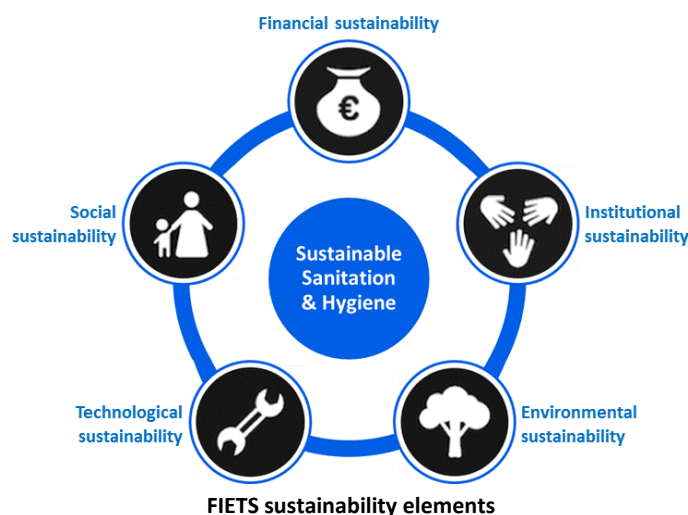 Financial sustainability
€
Institutional
sustainability
Environmental
sustainability
Technological
sustainability
Social
sustainability
Sustainable
Sanitation
& Hygiene
FIETS sustainability elements